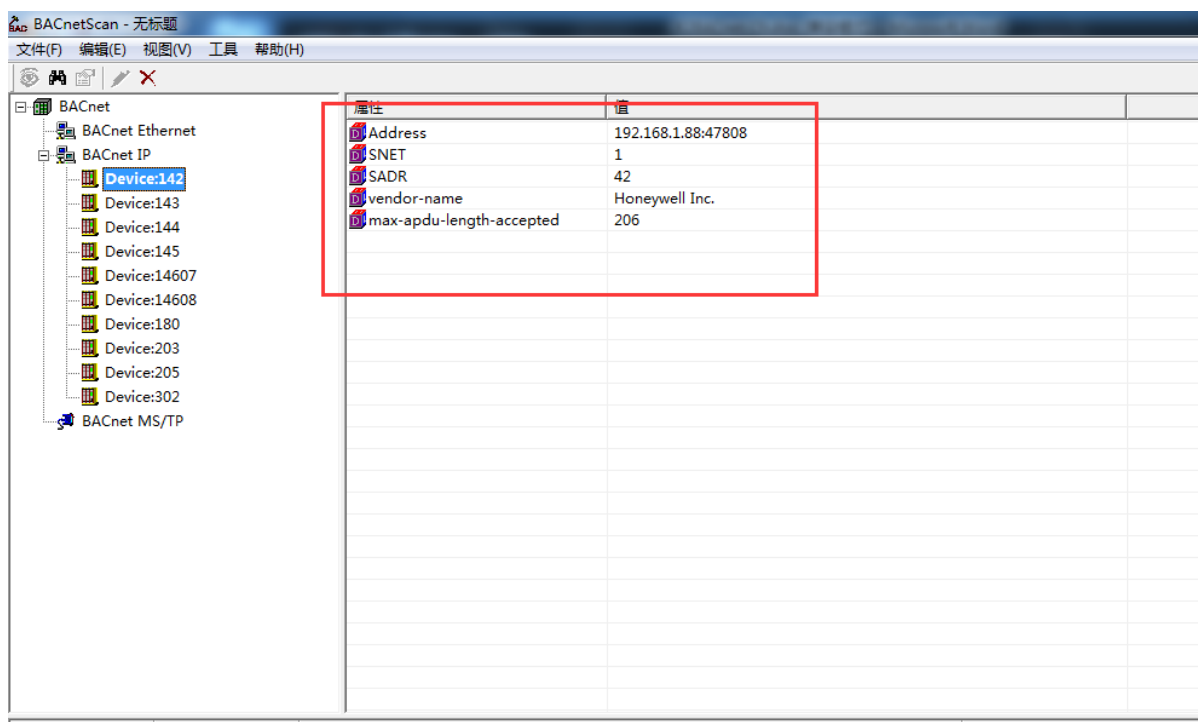 BACnetScan - 无标题
文件(F) 编辑(E) 视图(V) 工具 帮助(H)
BACnet
BACnet Ethernet
BACnet IP
Device:142
Device:143
Device:144
Device:145
Device:14607
Device:14608
Device:180
Device:203
Device:205
Device:302
BACnet MS/TP
属性 值
Address 192.168.1.88:47808
SNET 1
SADR 42
vendor-name Honeywell Inc.
max-apdu-length-accepted 206